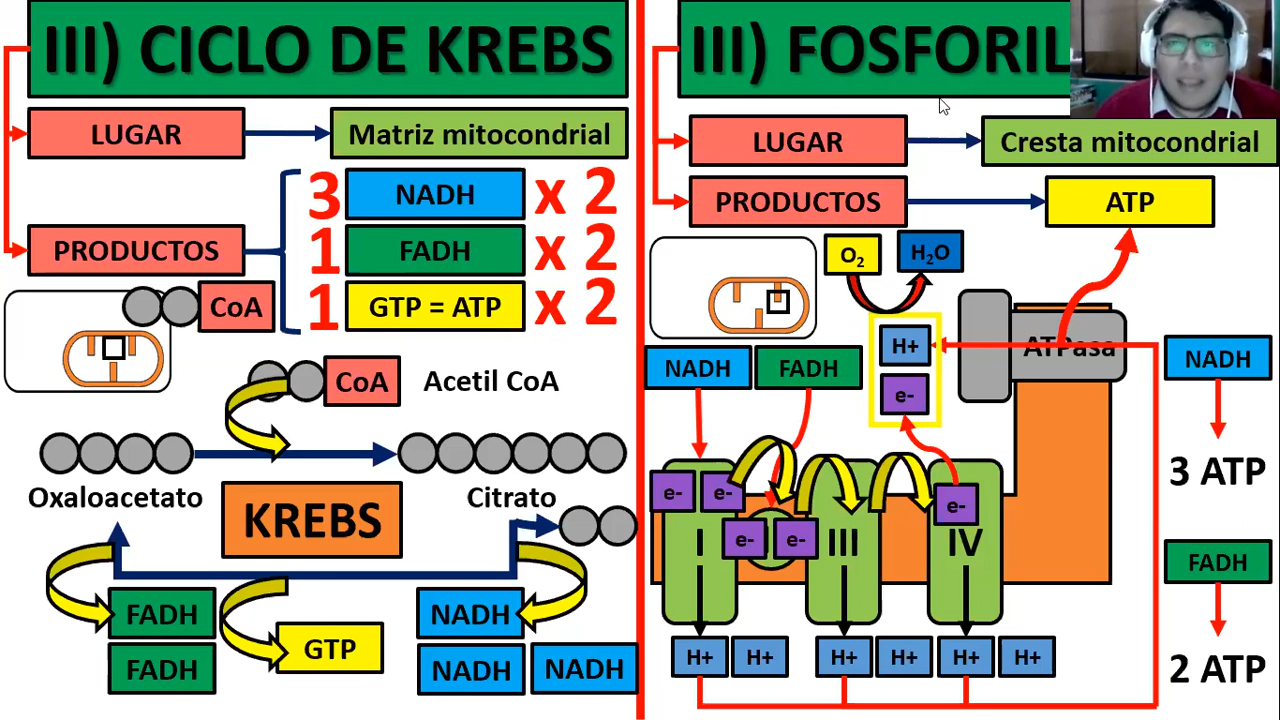 III) CICLO DE KREBS
LUGAR
Matriz mitocondrial
PRODUCTOS
3 NADH x 2
1 FADH x 2
1 GTP = ATP x 2
CoA
CoA
Acetil CoA
Oxaloacetato
Citrato
KREBS
FADH
GTP
NADH
FADH
NADH
NADH
III) FOSFORIL
LUGAR
Cresta mitocondrial
PRODUCTOS
ATP
O₂
H₂O
H+
ATPasa
NADH
NADH
FADH
e-
3 ATP
e- e-
e-
e- e-
I
III
IV
FADH
H+ H+ H+ H+ H+ H+
2 ATP